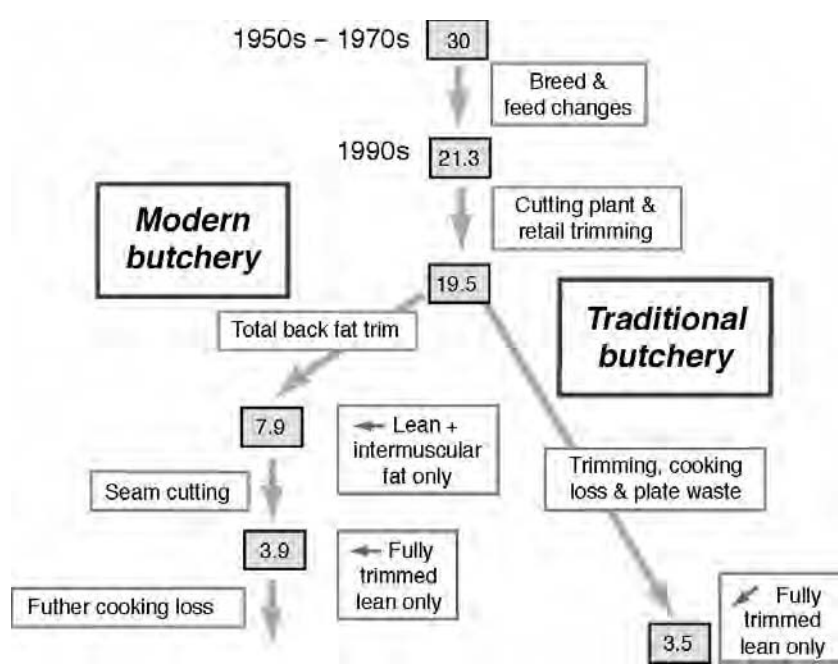 1950s – 1970s
30
Breed &
feed changes
1990s
21.3
Cutting plant &
retail trimming
Modern
butchery
19.5
Traditional
butchery
Total back fat trim
7.9
Lean +
intermuscular
fat only
Trimming, cooking
loss & plate waste
Seam cutting
3.9
Fully
trimmed
lean only
Futher cooking loss
3.5
Fully
trimmed
lean only